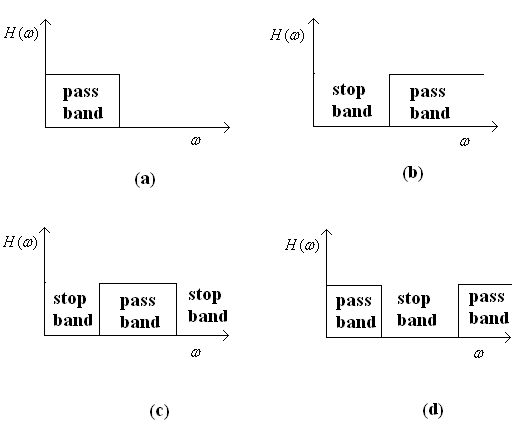 H(ω)
pass
band
ω
(a)
H(ω)
stop
band
pass
band
ω
(b)
H(ω)
stop
band
pass
band
stop
band
ω
(c)
H(ω)
pass
band
stop
band
pass
band
ω
(d)